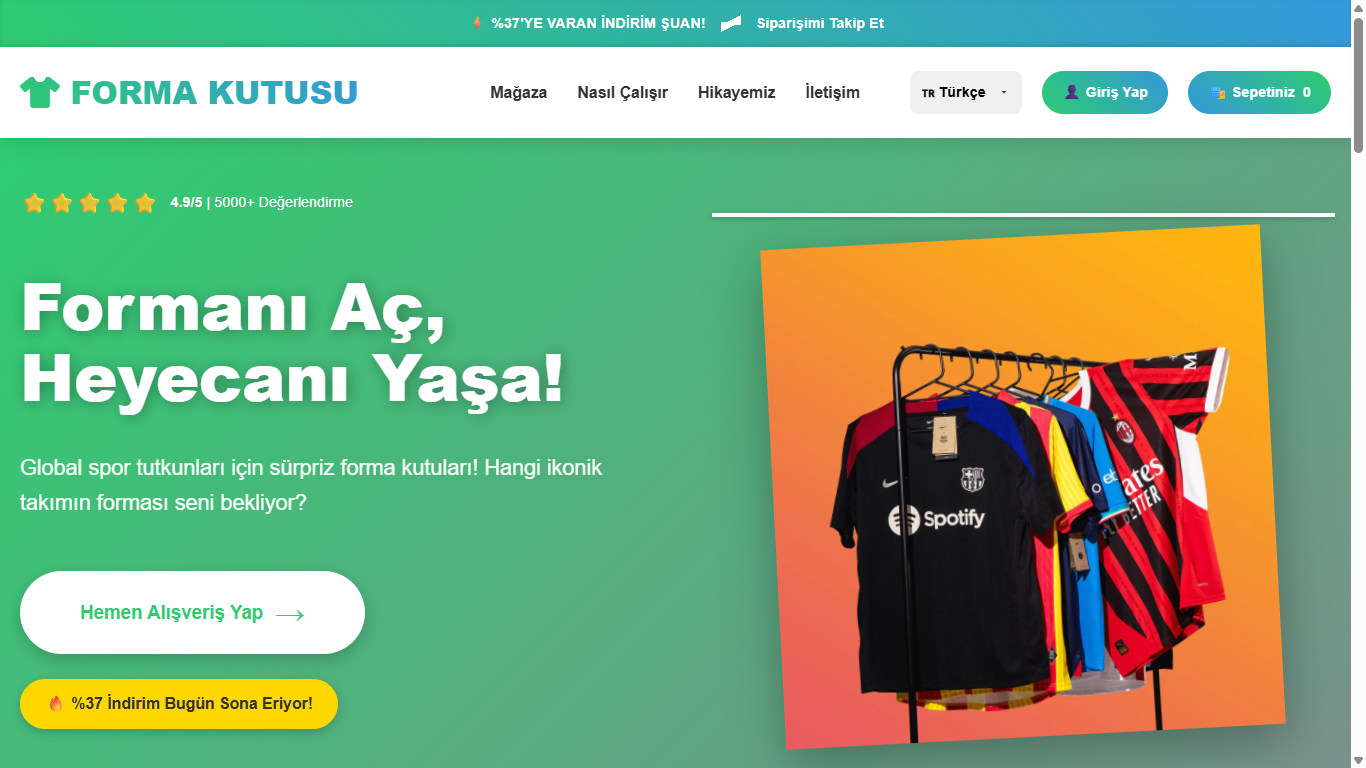 %37'YE VARAN İNDİRİM ŞUAN! Siparişimi Takip Et
FORMA KUTUSU
Mağaza Nasıl Çalışır Hikayemiz İletişim
TR Türkçe
Giriş Yap
Sepetiniz 0
4.9/5 | 5000+ Değerlendirme
Formanı Aç,
Heyecanı Yaşa!
Global spor tutkunları için sürpriz forma kutuları! Hangi ikonik
takımın forması seni bekliyor?
Hemen Alışveriş Yap →
%37 İndirim Bugün Sona Eriyor!
Spotify